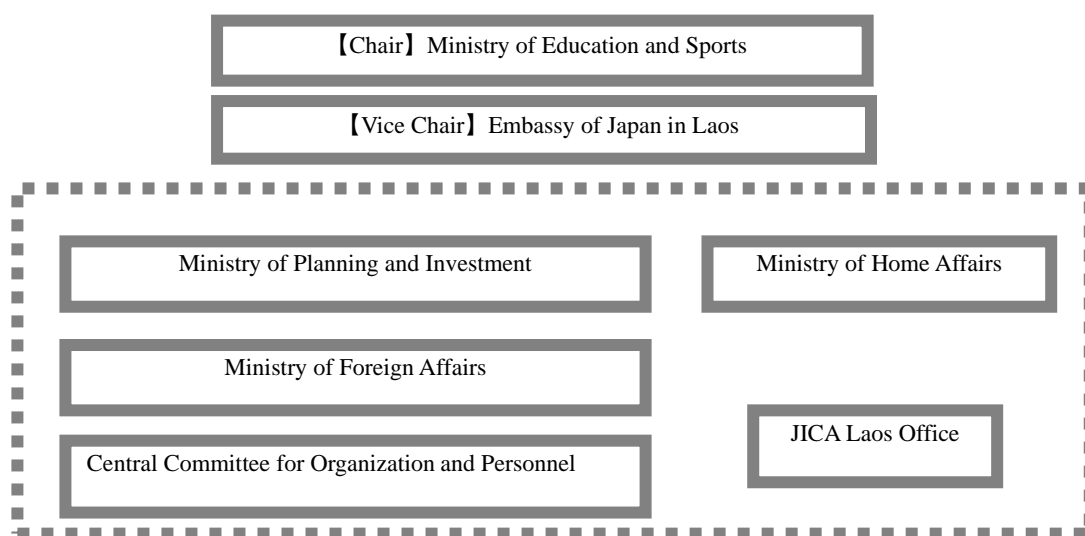 【Chair】Ministry of Education and Sports
【Vice Chair】Embassy of Japan in Laos
Ministry of Planning and Investment
Ministry of Home Affairs
Ministry of Foreign Affairs
JICA Laos Office
Central Committee for Organization and Personnel